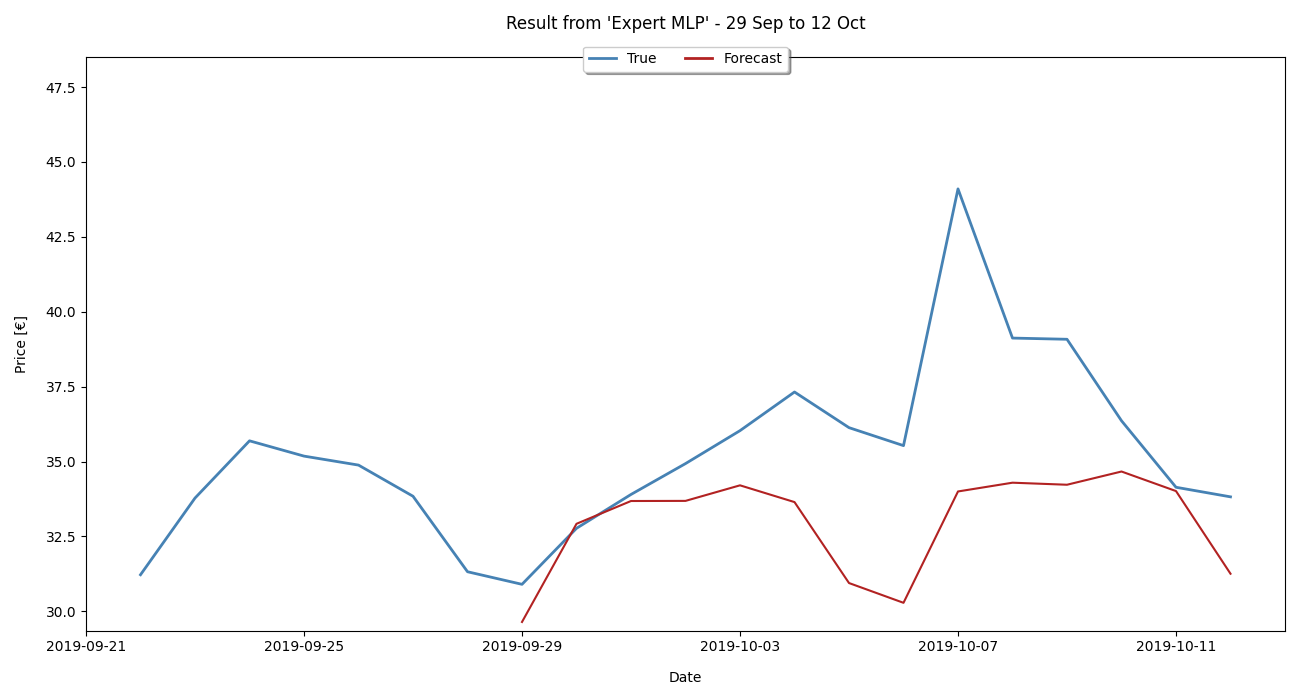 Result from 'Expert MLP' - 29 Sep to 12 Oct
True Forecast
47.5
45.0
42.5
40.0
37.5
35.0
32.5
30.0
Price [€]
2019-09-21 2019-09-25 2019-09-29 2019-10-03 2019-10-07 2019-10-11
Date